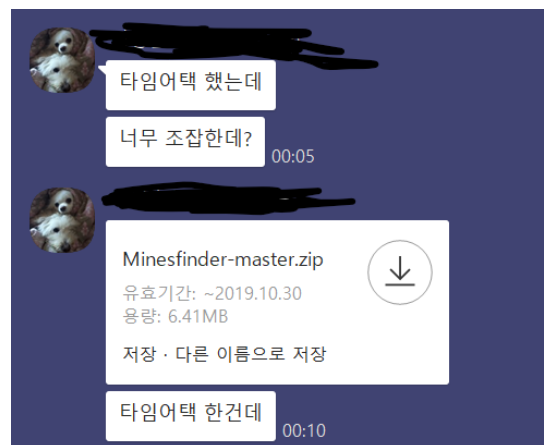 타임어택 했는데
너무 조잡한데?
00:05
Minesfinder-master.zip
유효기간: ~2019.10.30
용량: 6.41MB
저장 · 다른 이름으로 저장
타임어택 한건데
00:10